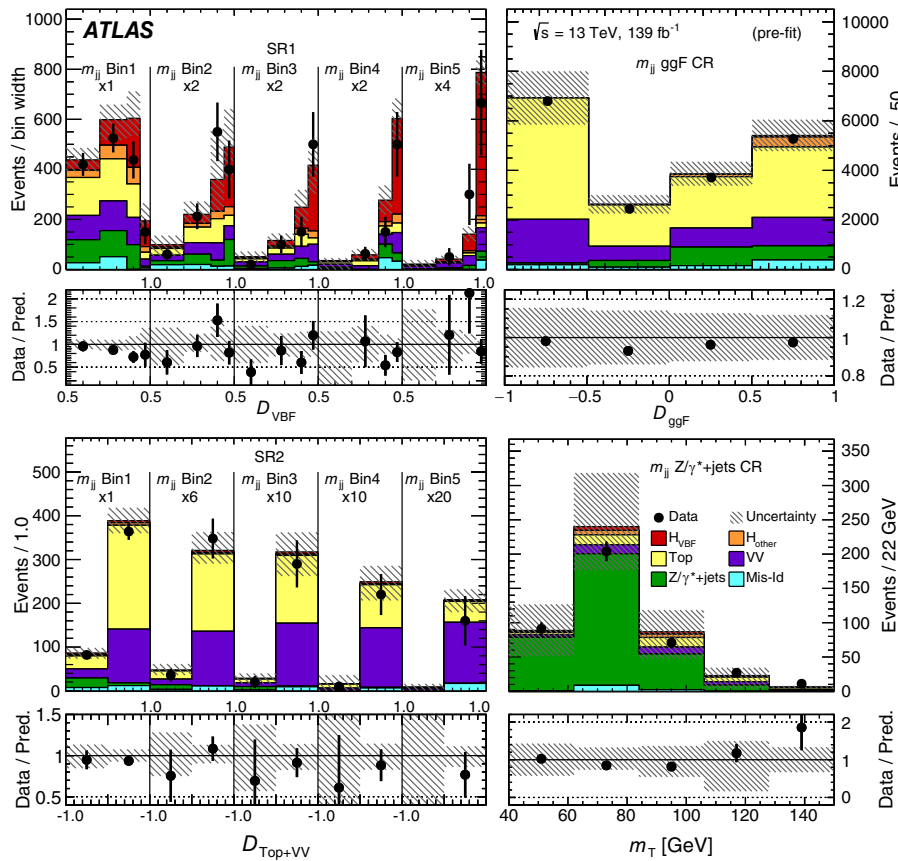 ATLAS
SR1
m_jj Bin1 m_jj Bin2 m_jj Bin3 m_jj Bin4 m_jj Bin5
x1 x2 x2 x2 x4
Events / bin width
1000
800
600
400
200
0
1.0 1.0 1.0 1.0 1.0
Data / Pred.
2
1.5
1
0.5
0.5 0.5 0.5 0.5 0.5
D_VBF
√s = 13 TeV, 139 fb⁻¹ (pre-fit)
m_jj ggF CR
10000
8000
6000
4000
2000
0
Events / .50
1.2
1
0.8
Data / Pred.
−1 −0.5 0 0.5 1
D_ggF
SR2
m_jj Bin1 m_jj Bin2 m_jj Bin3 m_jj Bin4 m_jj Bin5
x1 x6 x10 x10 x20
Events / 1.0
500
400
300
200
100
0
1.0 1.0 1.0 1.0 1.0
Data / Pred.
1.5
1
0.5
-1.0 -1.0 -1.0 -1.0 -1.0
D_Top+VV
m_jj Z/γ*+jets CR
Data Uncertainty
H_VBF H_other
Top VV
Z/γ*+jets Mis-Id
350
300
250
200
150
100
50
0
Events / 22 GeV
2
1
0
Data / Pred.
40 60 80 100 120 140
m_T [GeV]